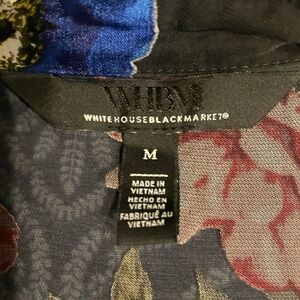 WHBM
WHITE HOUSE BLACK MARKET®
M
MADE IN
VIETNAM
HECHO EN
VIETNAM
FABRIQUÉ AU
VIETNAM